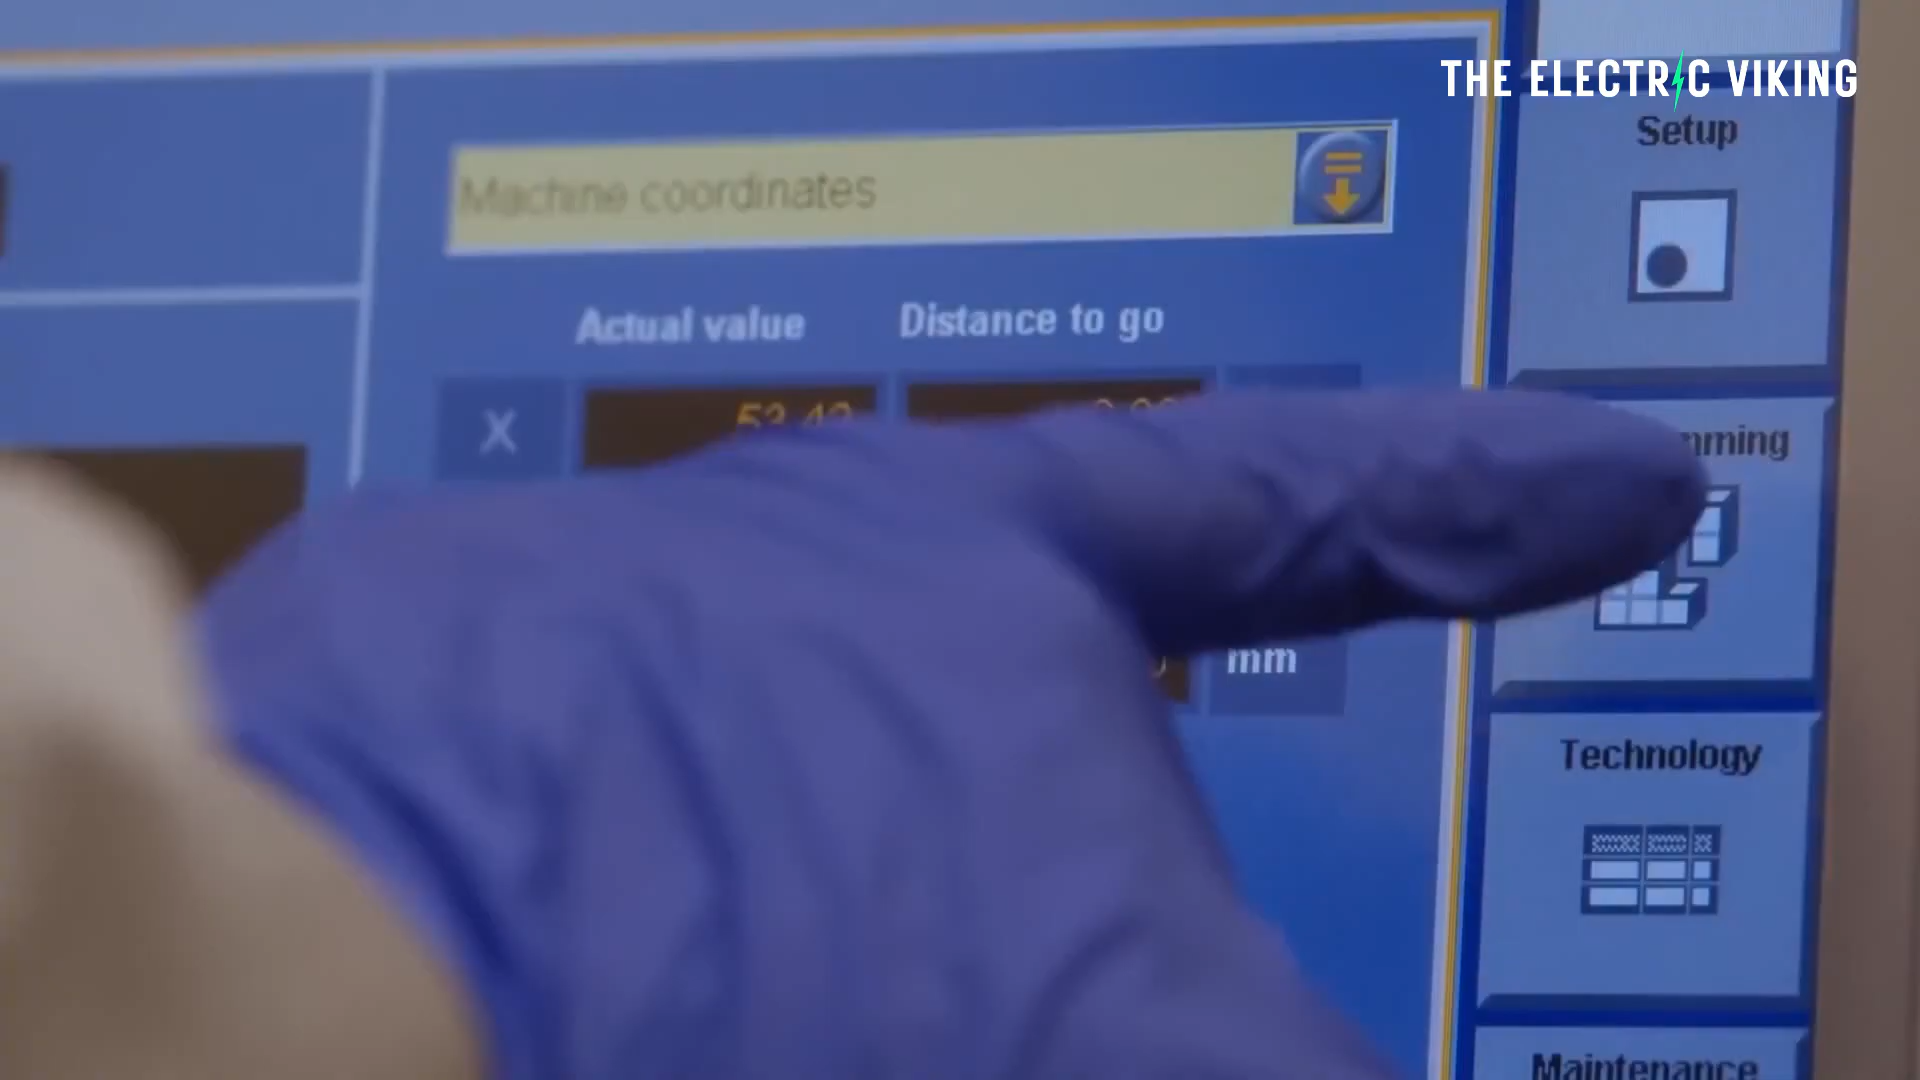 THE ELECTRIC VIKING
Setup
Machine coordinates
Actual value Distance to go
X
mm
Technology
Maintenance